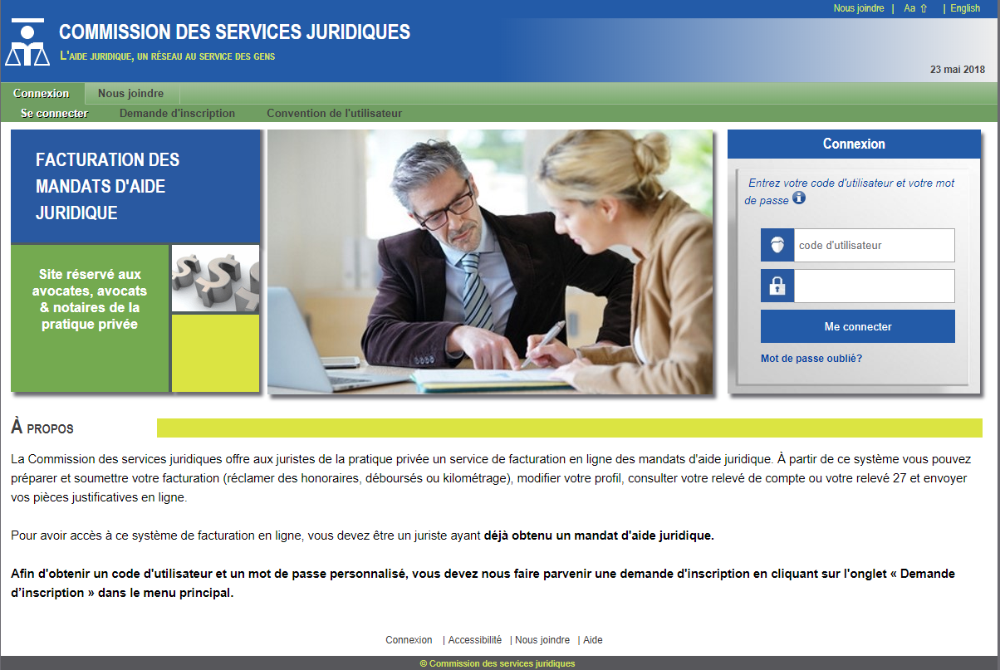 Nous joindre | Aa ⇧ | English
COMMISSION DES SERVICES JURIDIQUES
L'AIDE JURIDIQUE, UN RÉSEAU AU SERVICE DES GENS
23 mai 2018
Connexion Nous joindre
Se connecter Demande d'inscription Convention de l'utilisateur
FACTURATION DES
MANDATS D'AIDE
JURIDIQUE
Site réservé aux
avocates, avocats
& notaires de la
pratique privée
Connexion
Entrez votre code d'utilisateur et votre mot
de passe
code d'utilisateur
Me connecter
Mot de passe oublié?
À PROPOS
La Commission des services juridiques offre aux juristes de la pratique privée un service de facturation en ligne des mandats d'aide juridique. À partir de ce système vous pouvez
préparer et soumettre votre facturation (réclamer des honoraires, déboursés ou kilométrage), modifier votre profil, consulter votre relevé de compte ou votre relevé 27 et envoyer
vos pièces justificatives en ligne.
Pour avoir accès à ce système de facturation en ligne, vous devez être un juriste ayant déjà obtenu un mandat d'aide juridique.
Afin d'obtenir un code d'utilisateur et un mot de passe personnalisé, vous devez nous faire parvenir une demande d'inscription en cliquant sur l'onglet « Demande
d’inscription » dans le menu principal.
Connexion | Accessibilité | Nous joindre | Aide
© Commission des services juridiques